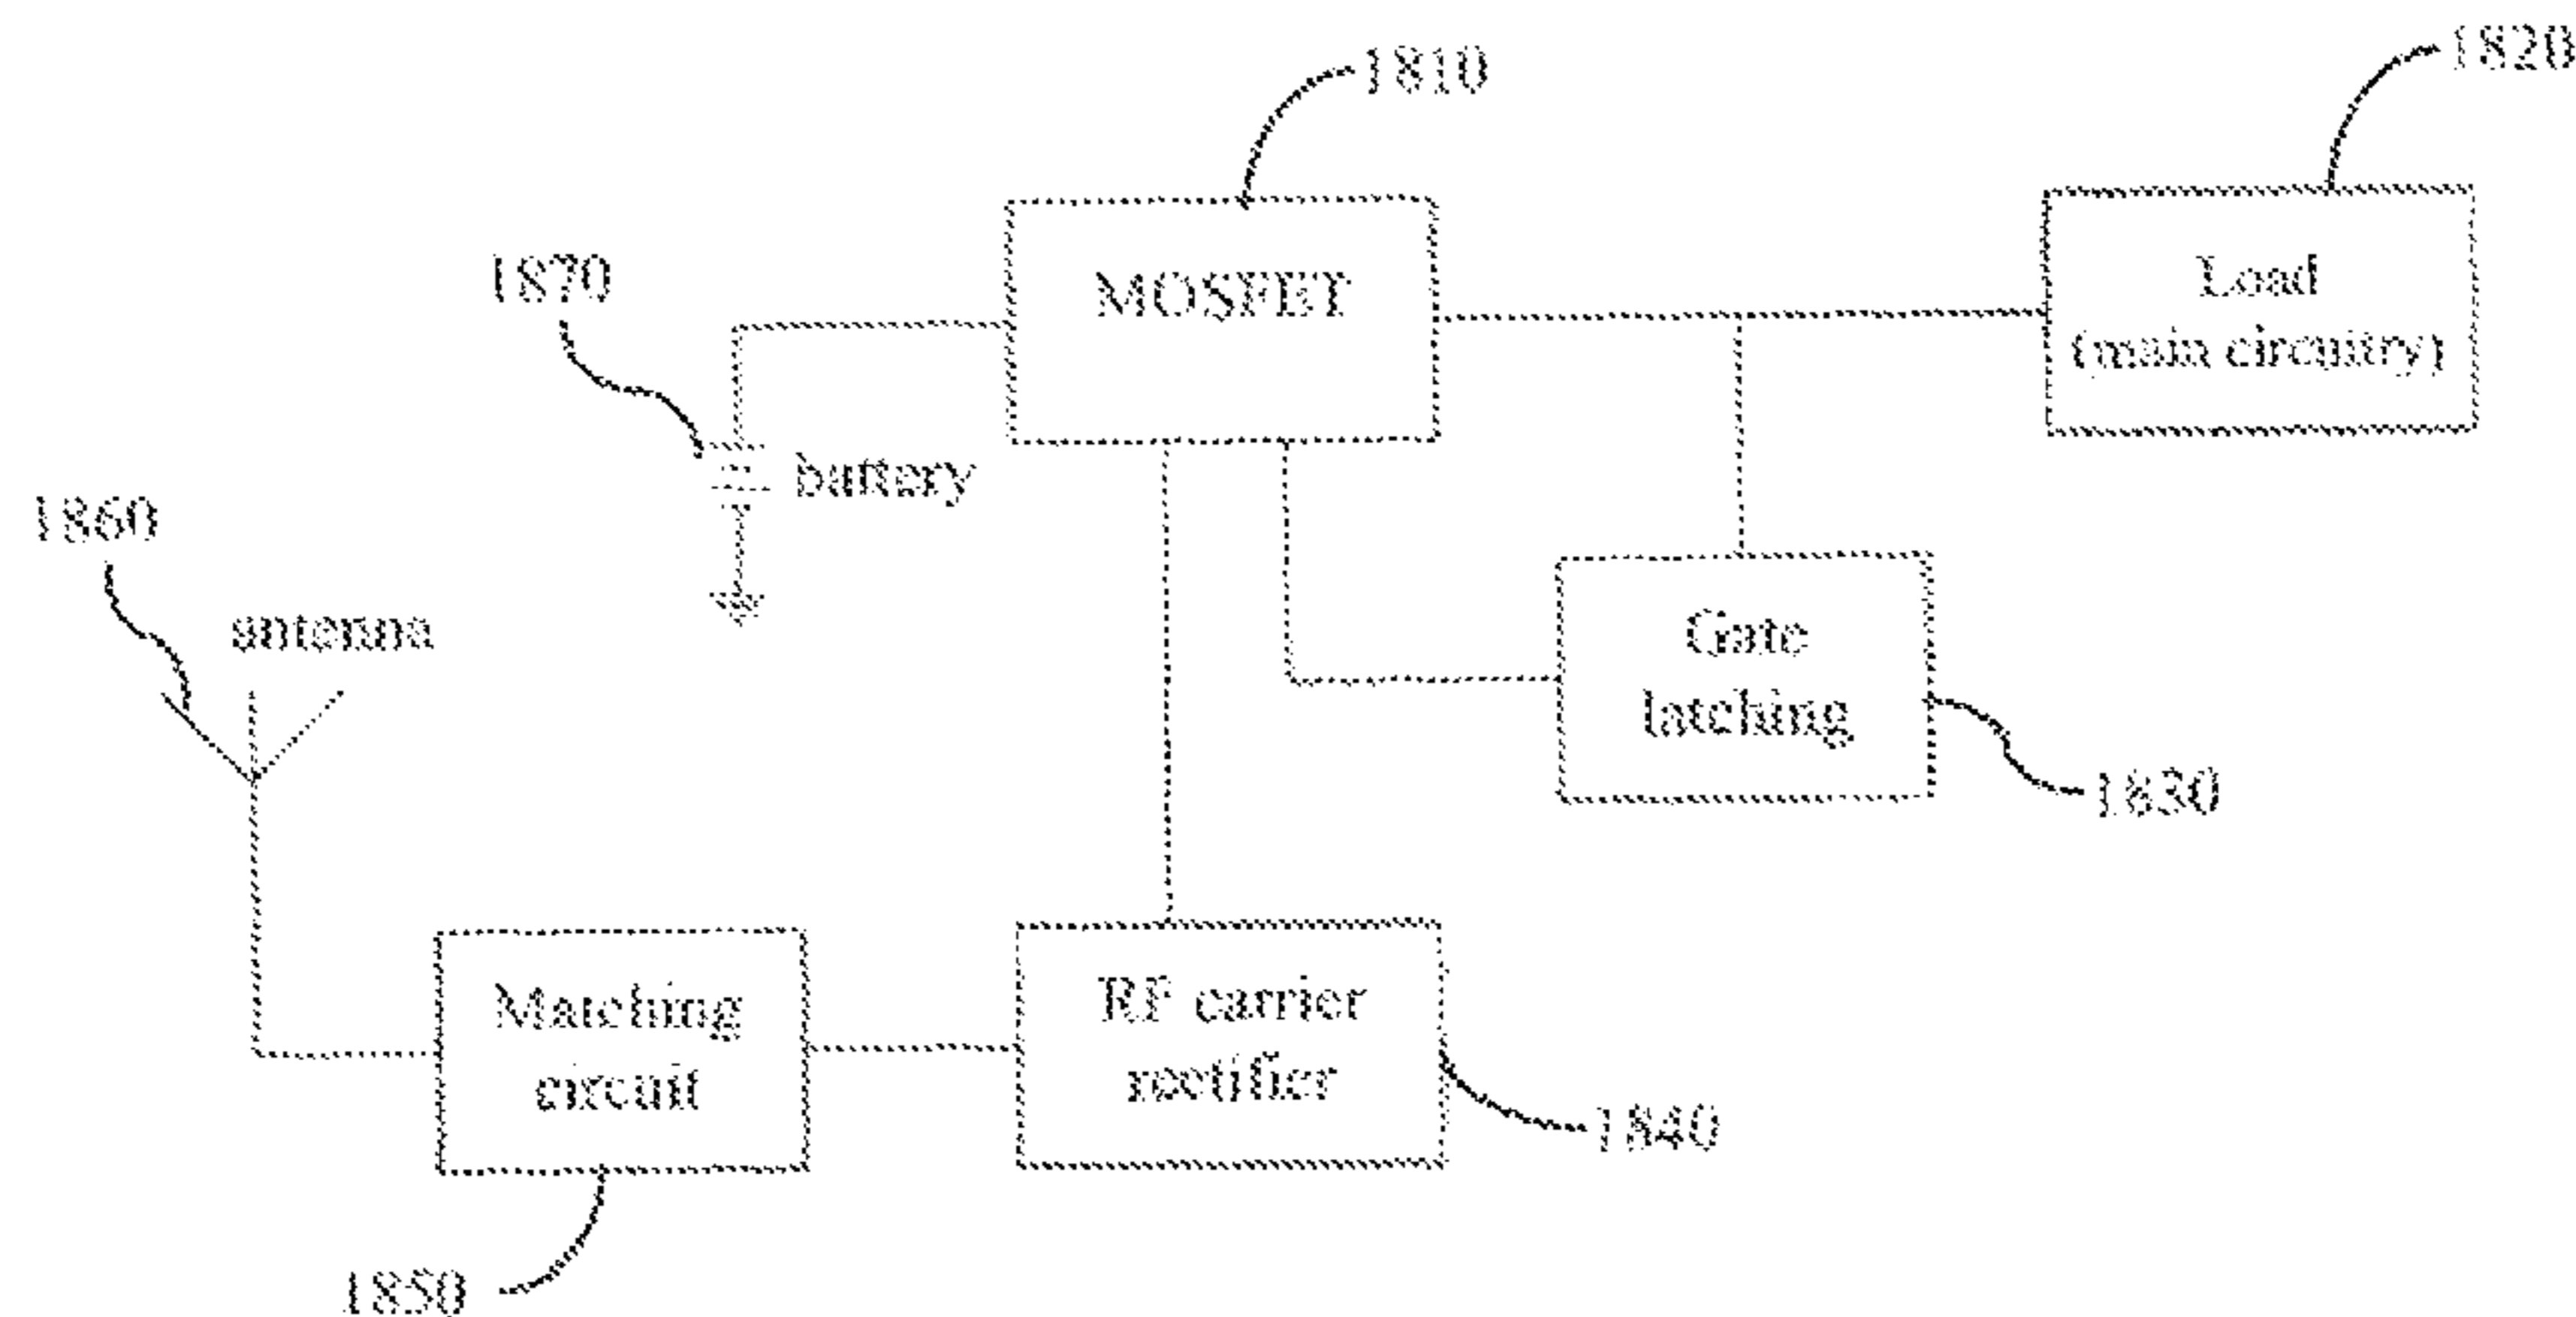 1810
1820
1870
MOSFET
Load
(main circuitry)
battery
1860
antenna
Gate
latching
1830
Matching
circuit
RF carrier
rectifier
1840
1850